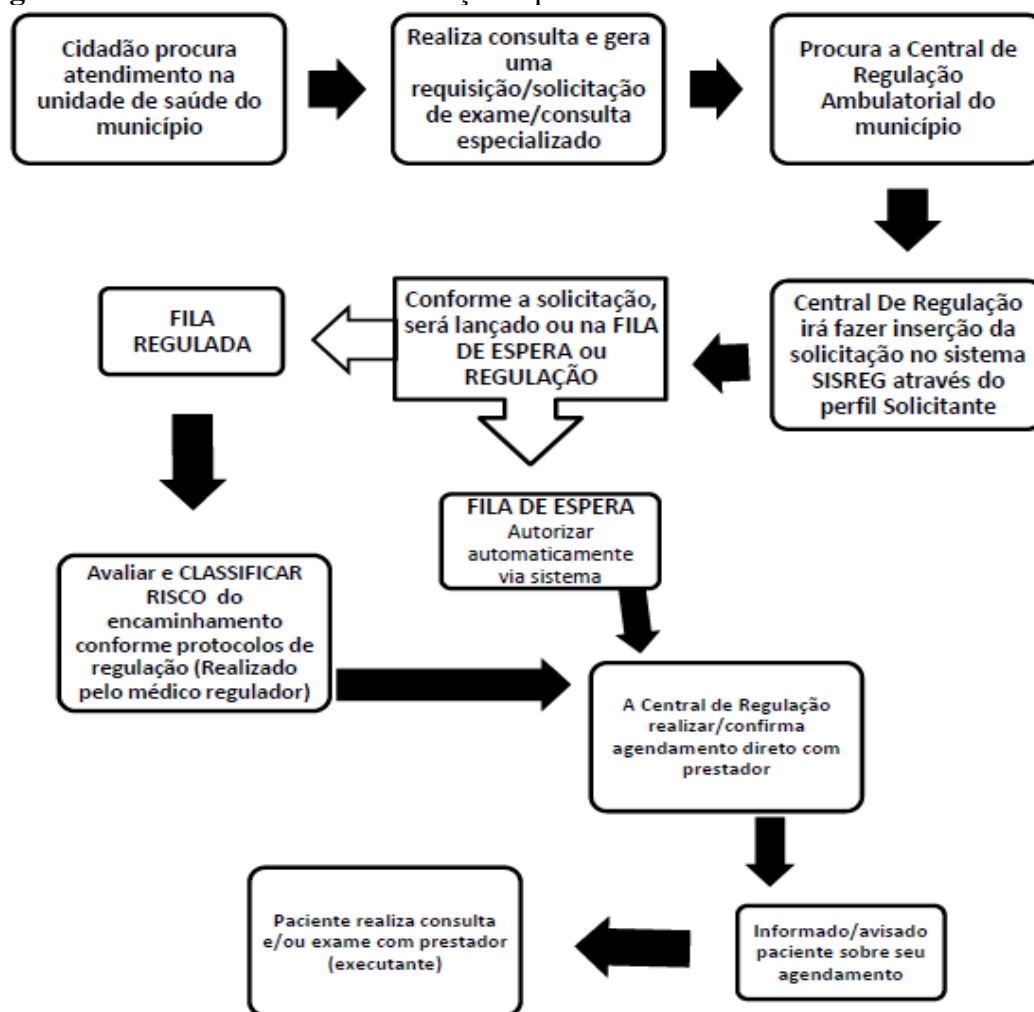 Cidadão procura
atendimento na
unidade de saúde do
município
Realiza consulta e gera
uma
requisição/solicitação
de exame/consulta
especializado
Procura a Central de
Regulação
Ambulatorial do
município
Central De Regulação
irá fazer inserção da
solicitação no sistema
SISREG através do
perfil Solicitante
Conforme a solicitação,
será lançado ou na FILA
DE ESPERA ou
REGULAÇÃO
FILA
REGULADA
FILA DE ESPERA
Autorizar
automaticamente
via sistema
Avaliar e CLASSIFICAR
RISCO do
encaminhamento
conforme protocolos de
regulação (Realizado
pelo médico regulador)
A Central de Regulação
realizar/confirma
agendamento direto com
prestador
Informado/avisado
paciente sobre seu
agendamento
Paciente realiza consulta
e/ou exame com prestador
(executante)